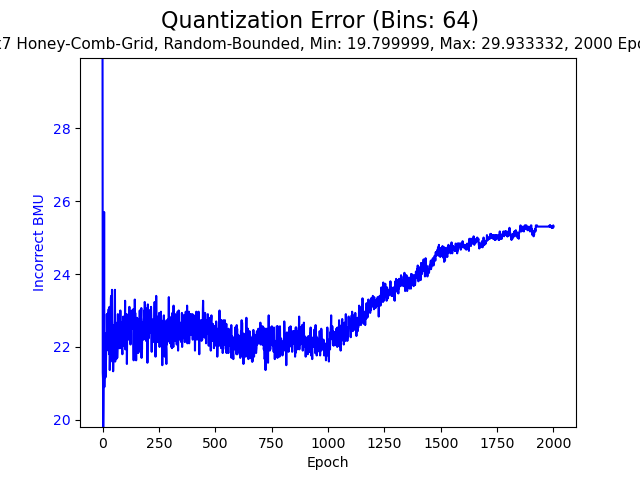 Quantization Error (Bins: 64)
x7 Honey-Comb-Grid, Random-Bounded, Min: 19.799999, Max: 29.933332, 2000 Epo
28
26
24
22
20
Incorrect BMU
0 250 500 750 1000 1250 1500 1750 2000
Epoch